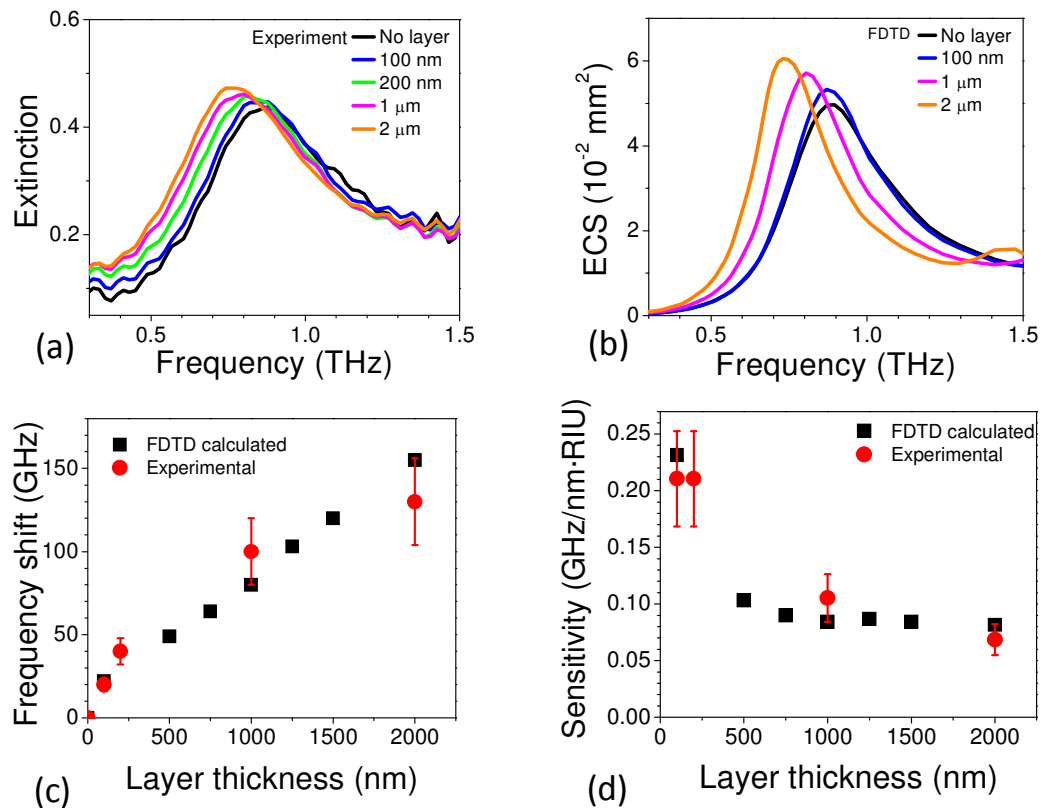 Experiment
No layer
100 nm
200 nm
1 μm
2 μm
Extinction
0.6
0.4
0.2
0.5
1.0
1.5
Frequency (THz)
(a)
FDTD
No layer
100 nm
1 μm
2 μm
ECS (10⁻² mm²)
6
4
2
0
0.5
1.0
1.5
Frequency (THz)
(b)
FDTD calculated
Experimental
Frequency shift (GHz)
150
100
50
0
0
500
1000
1500
2000
Layer thickness (nm)
(c)
FDTD calculated
Experimental
Sensitivity (GHz/nm·RIU)
0.25
0.20
0.15
0.10
0.05
0.00
0
500
1000
1500
2000
Layer thickness (nm)
(d)